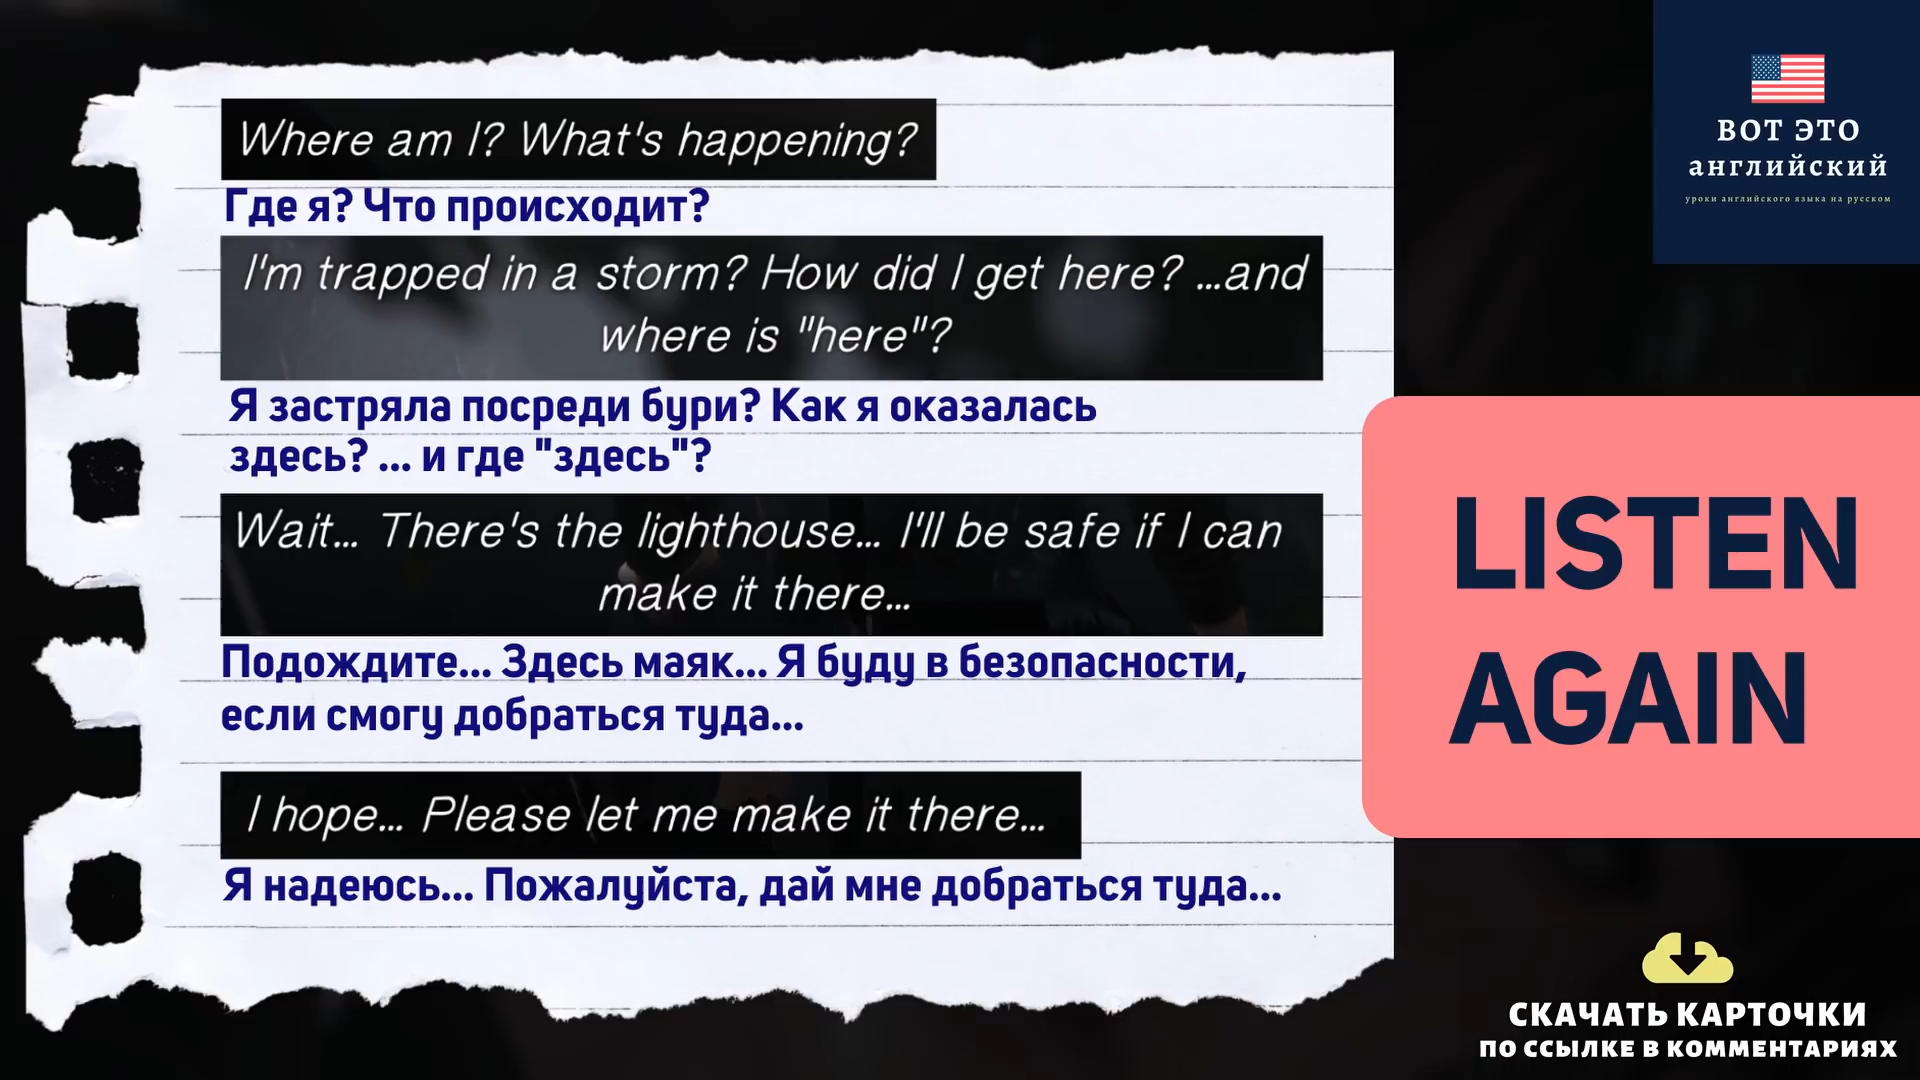 Where am I? What's happening?
Где я? Что происходит?
I'm trapped in a storm? How did I get here? ...and
where is "here"?
Я застряла посреди бури? Как я оказалась
здесь? ... и где "здесь"?
Wait... There's the lighthouse... I'll be safe if I can
make it there...
Подождите... Здесь маяк... Я буду в безопасности,
если смогу добраться туда...
I hope... Please let me make it there...
Я надеюсь... Пожалуйста, дай мне добраться туда...
ВОТ ЭТО
английский
уроки английского языка на русском
LISTEN
AGAIN
СКАЧАТЬ КАРТОЧКИ
ПО ССЫЛКЕ В КОММЕНТАРИЯХ